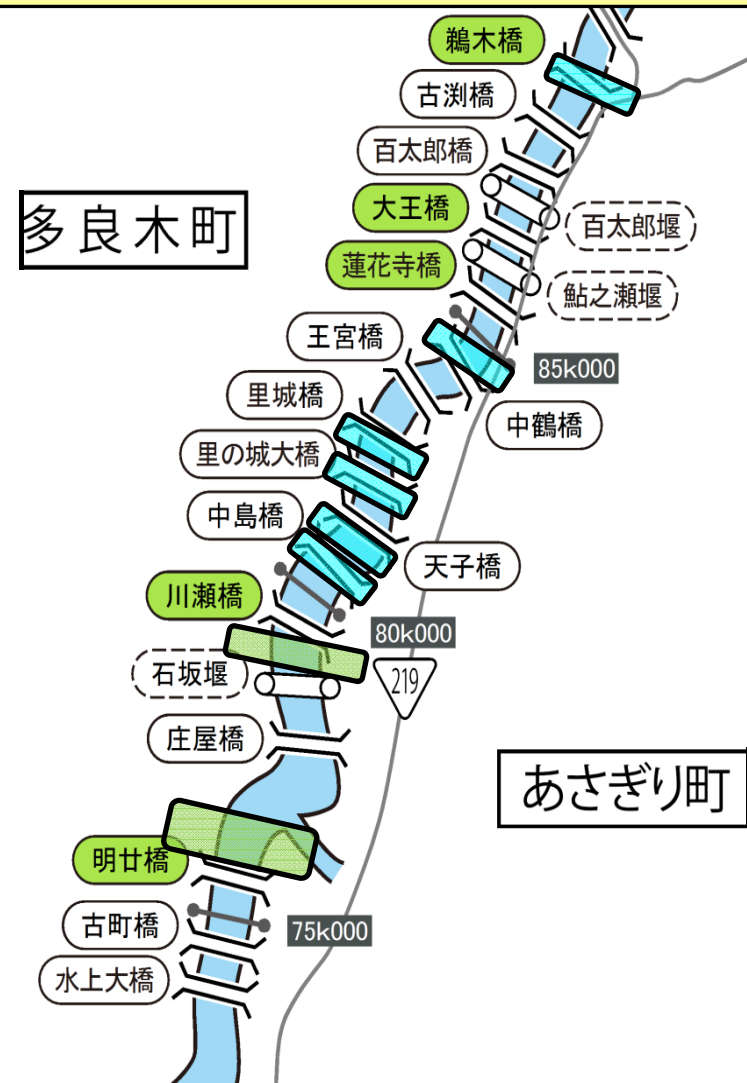 鵜木橋
古渕橋
百太郎橋
大王橋
百太郎堰
多良木町
蓮花寺橋
鮎之瀬堰
王宮橋
85k000
里城橋
中鶴橋
里の城大橋
中島橋
天子橋
川瀬橋
80k000
石坂堰
219
庄屋橋
あさぎり町
明廿橋
古町橋
75k000
水上大橋